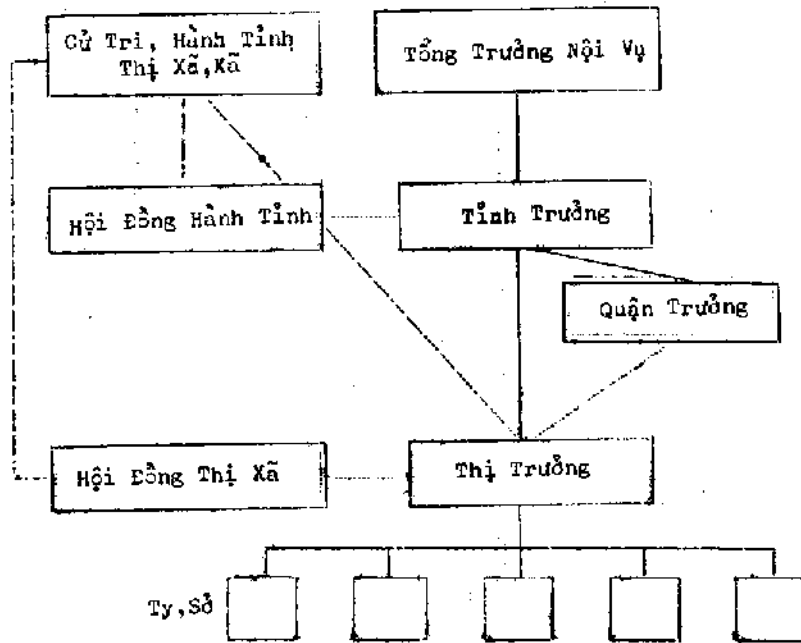 Cử Tri, Hành Tỉnh
Thị Xã,Xã
Tổng Trưởng Nội Vụ
Hội Đồng Hành Tỉnh
Tỉnh Trưởng
Quận Trưởng
Hội Đồng Thị Xã
Thị Trưởng
Ty,Sở